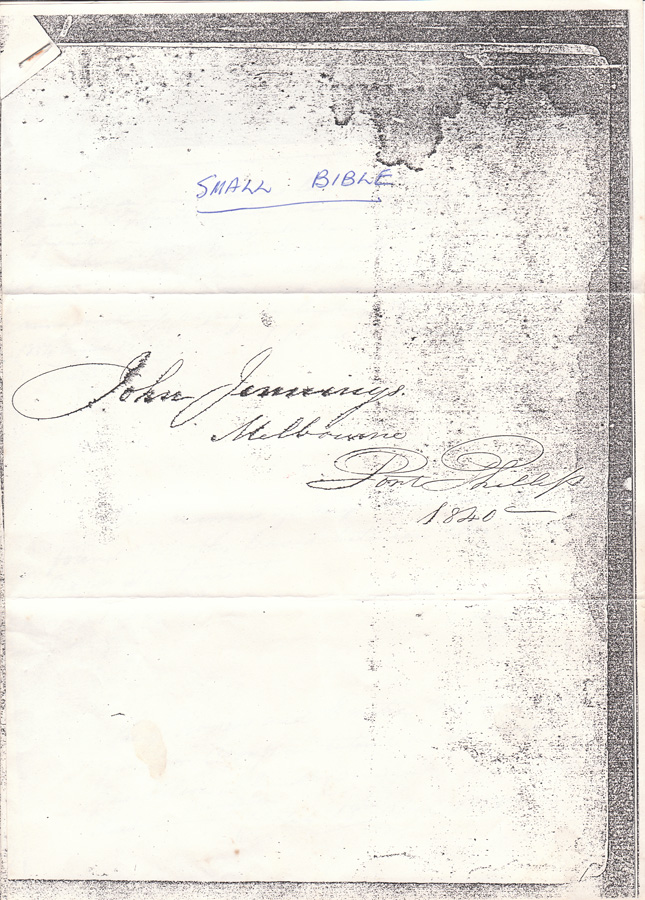 SMALL BIBLE
John Jennings.
Melbourne
Port Phillip
1840